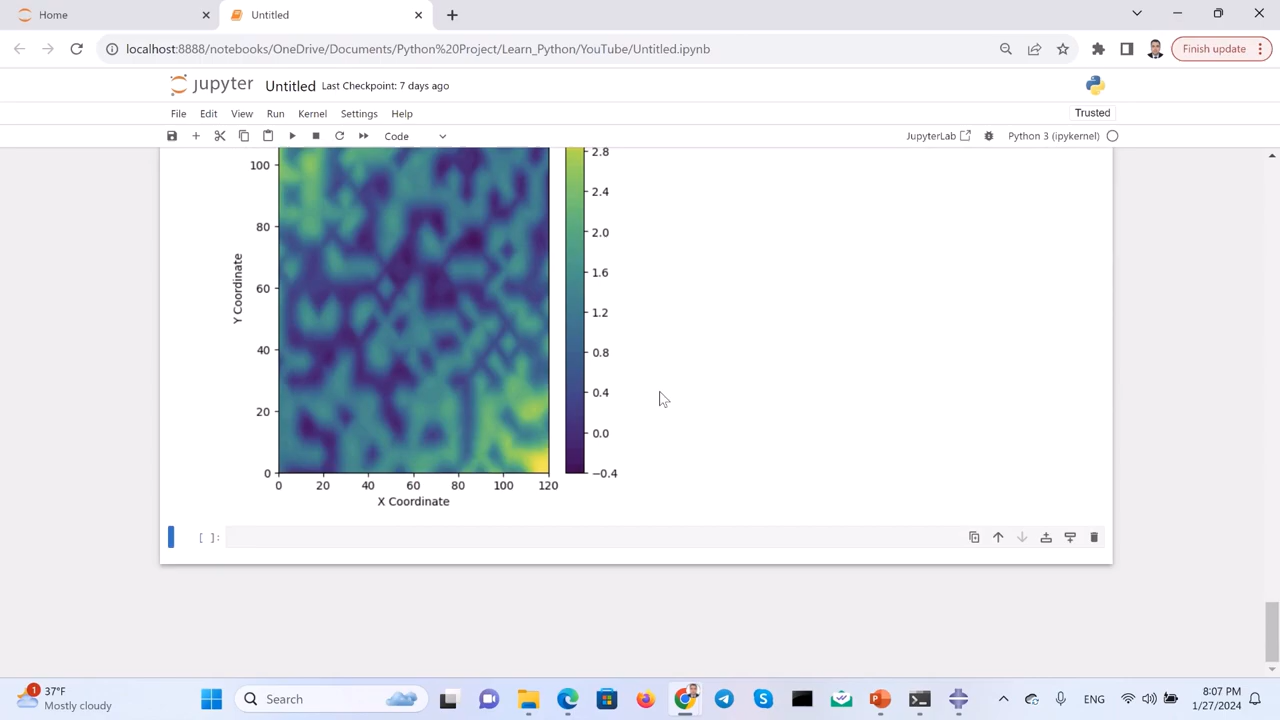 Home
Untitled
localhost:8888/notebooks/OneDrive/Documents/Python%20Project/Learn_Python/YouTube/Untitled.ipynb
Finish update
jupyter Untitled Last Checkpoint: 7 days ago
File Edit View Run Kernel Settings Help
Trusted
Code
JupyterLab
Python 3 (ipykernel)
100
80
60
40
20
0
Y Coordinate
0 20 40 60 80 100 120
X Coordinate
2.8
2.4
2.0
1.6
1.2
0.8
0.4
0.0
−0.4
[ ]:
1
37°F
Mostly cloudy
Search
ENG
8:07 PM
1/27/2024